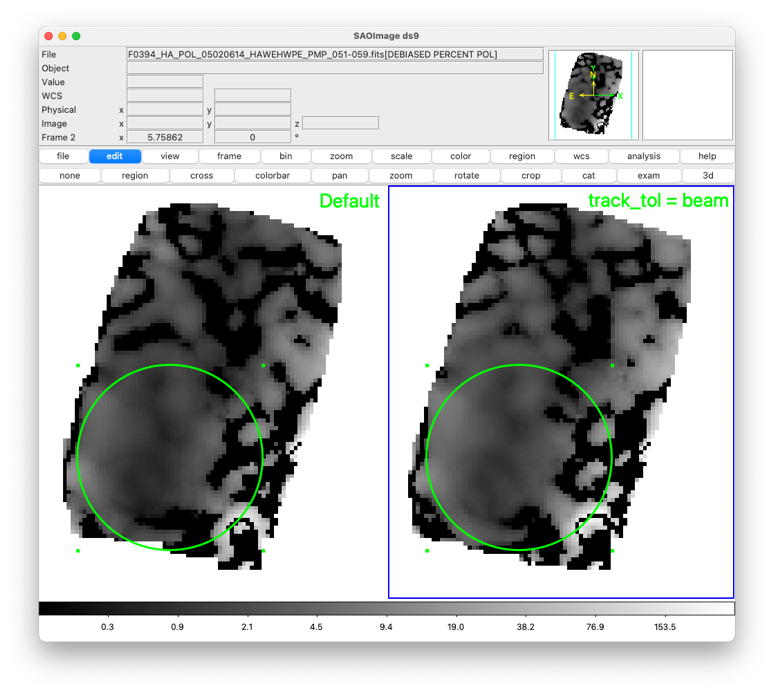 SAOImage ds9
File F0394_HA_POL_05020614_HAWEHWPE_PMP_051-059.fits[DEBIASED PERCENT POL]
Object
Value
WCS
Physical x y
Image x y z
Frame 2 x 5.75862 0 °
Y
N
E X
file edit view frame bin zoom scale color region wcs analysis help
none region cross colorbar pan zoom rotate crop cat exam 3d
Default track_tol = beam
0.3 0.9 2.1 4.5 9.4 19.0 38.2 76.9 153.5